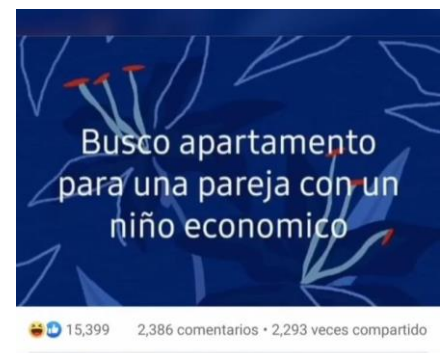 Busco apartamento
para una pareja con un
niño economico
15,399 2,386 comentarios • 2,293 veces compartido